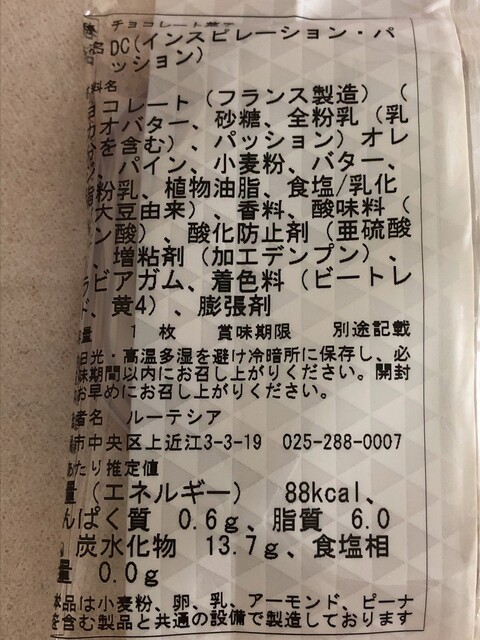 チョコレート菓子
名 DC(インスピレーション・パ
ッション)
料名
コレート (フランス製造) (
オバター、砂糖、全粉乳 (乳
を含む)、パッション) オレ
、パイン、小麦粉、バター、
粉乳、植物油脂、食塩/乳化
大豆由来)、香料、酸味料 (
ン酸)、酸化防止剤 (亜硫酸
、増粘剤 (加工デンプン)、
ラビアガム、着色料 (ビートレ
ド、黄4)、膨張剤
量 1 枚 賞味期限 別途記載
日光・高温多湿を避け冷暗所に保存し、必
味期間以内にお召し上がりください。開封
お早めにお召し上がりください。
者名 ルーテシア
市中央区上近江3-3-19 025-288-0007
たり推定値
量 (エネルギー) 88kcal、
んぱく質 0.6g、脂質 6.0
炭水化物 13.7g、食塩相
量 0.0g
品は小麦粉、卵、乳、アーモンド、ピーナ
を含む製品と共通の設備で製造しております